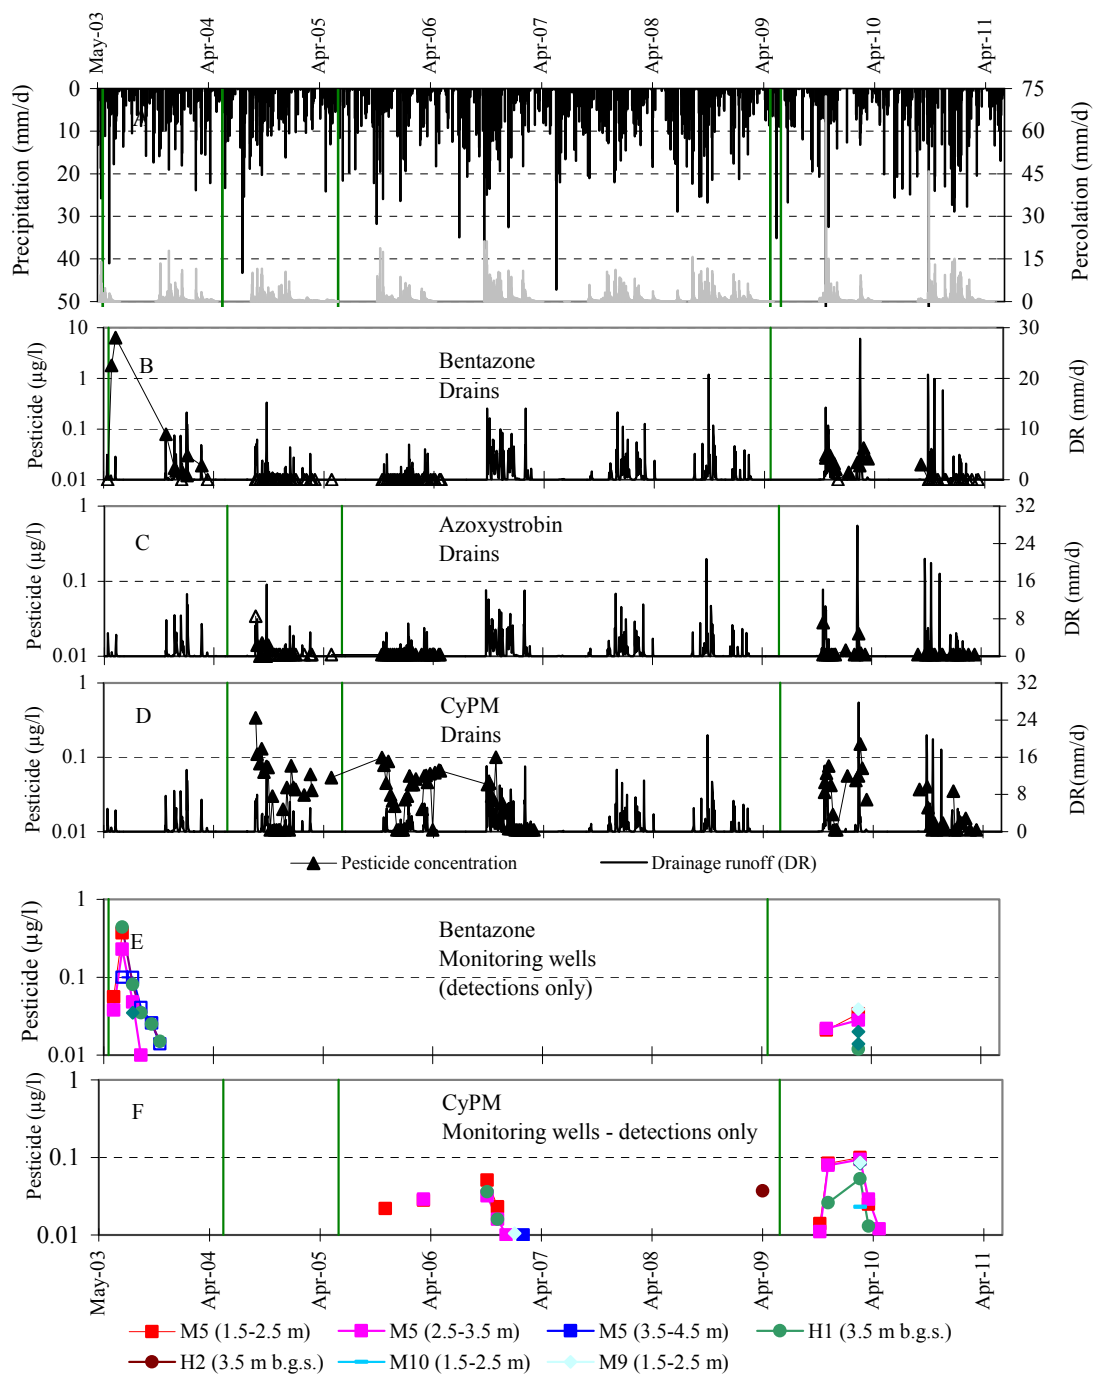 May-03 Apr-04 Apr-05 Apr-06 Apr-07 Apr-08 Apr-09 Apr-10 Apr-11
Precipitation (mm/d)
0
10
20
30
40
50
A
75
60
45
30
15
0
Percolation (mm/d)
Pesticide (µg/l)
10
1
0.1
0.01
B
Bentazone
Drains
30
20
10
0
DR (mm/d)
Pesticide (µg/l)
1
0.1
0.01
C
Azoxystrobin
Drains
32
24
16
8
0
DR (mm/d)
Pesticide (µg/l)
1
0.1
0.01
D
CyPM
Drains
32
24
16
8
0
DR(mm/d)
Pesticide concentration
Drainage runoff (DR)
Pesticide (µg/l)
1
0.1
0.01
E
Bentazone
Monitoring wells
(detections only)
Pesticide (µg/l)
1
0.1
0.01
F
CyPM
Monitoring wells - detections only
May-03 Apr-04 Apr-05 Apr-06 Apr-07 Apr-08 Apr-09 Apr-10 Apr-11
M5 (1.5-2.5 m) M5 (2.5-3.5 m) M5 (3.5-4.5 m) H1 (3.5 m b.g.s.)
H2 (3.5 m b.g.s.) M10 (1.5-2.5 m) M9 (1.5-2.5 m)